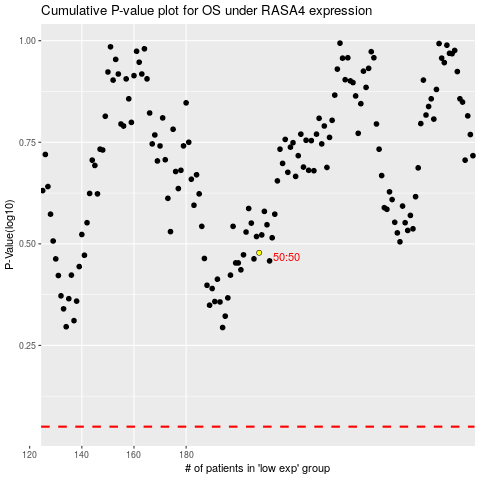 Cumulative P-value plot for OS under RASA4 expression
1.00
0.75
0.50
0.25
P-Value(log10)
50:50
120 140 160 180
# of patients in 'low exp' group